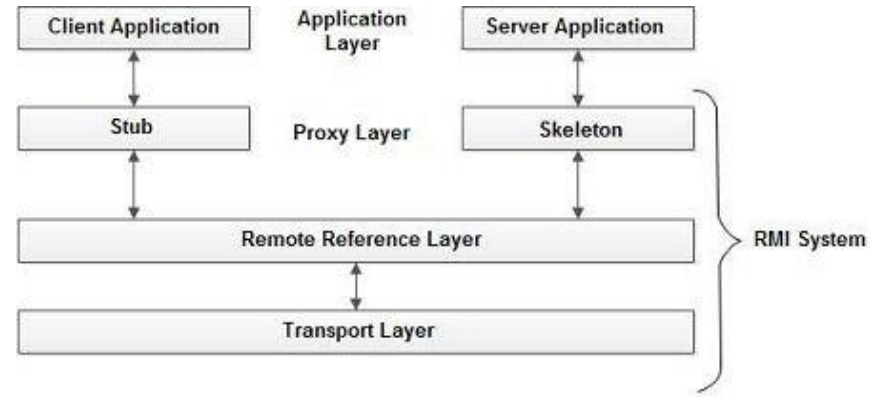 Client Application
Application
Layer
Server Application
Stub
Proxy Layer
Skeleton
Remote Reference Layer
RMI System
Transport Layer